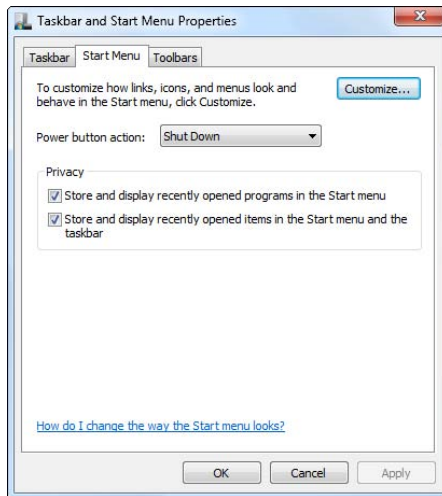 Taskbar and Start Menu Properties
Taskbar Start Menu Toolbars
To customize how links, icons, and menus look and
behave in the Start menu, click Customize.
Customize...
Power button action: Shut Down
Privacy
Store and display recently opened programs in the Start menu
Store and display recently opened items in the Start menu and the
taskbar
How do I change the way the Start menu looks?
OK Cancel Apply